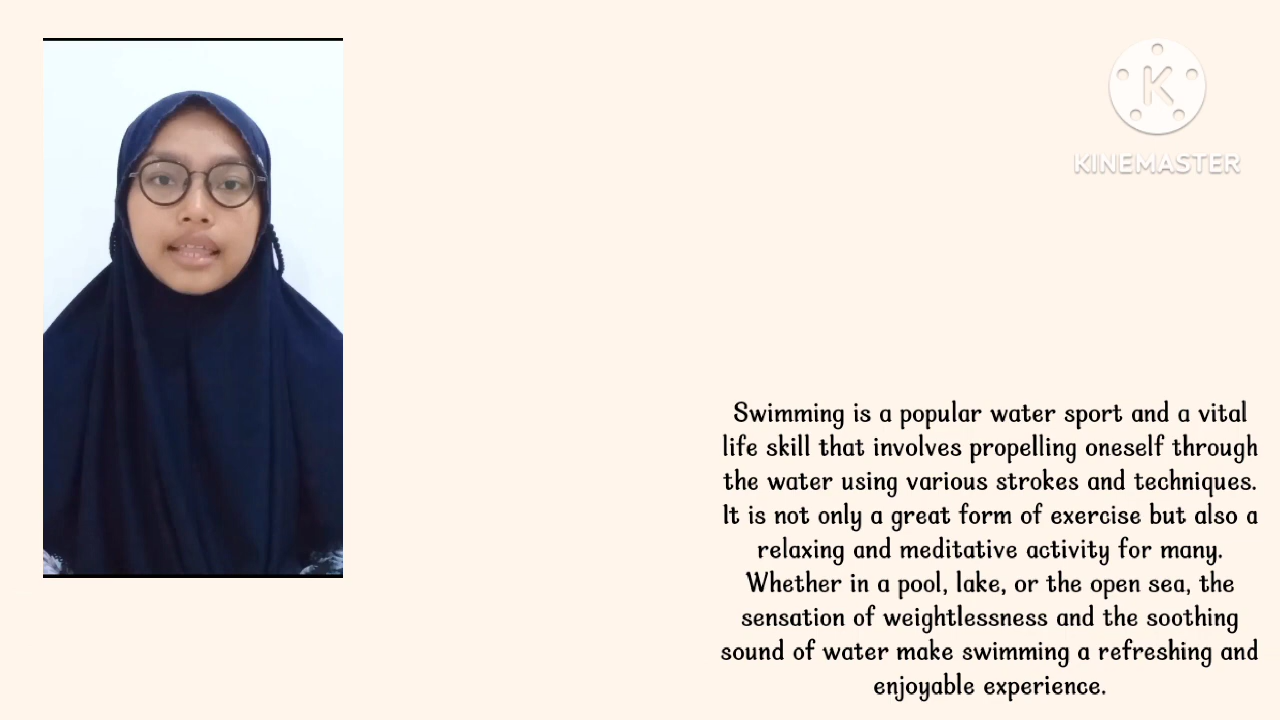 K
KINEMASTER
Swimming is a popular water sport and a vital
life skill that involves propelling oneself through
the water using various strokes and techniques.
It is not only a great form of exercise but also a
relaxing and meditative activity for many.
Whether in a pool, lake, or the open sea, the
sensation of weightlessness and the soothing
sound of water make swimming a refreshing and
enjoyable experience.